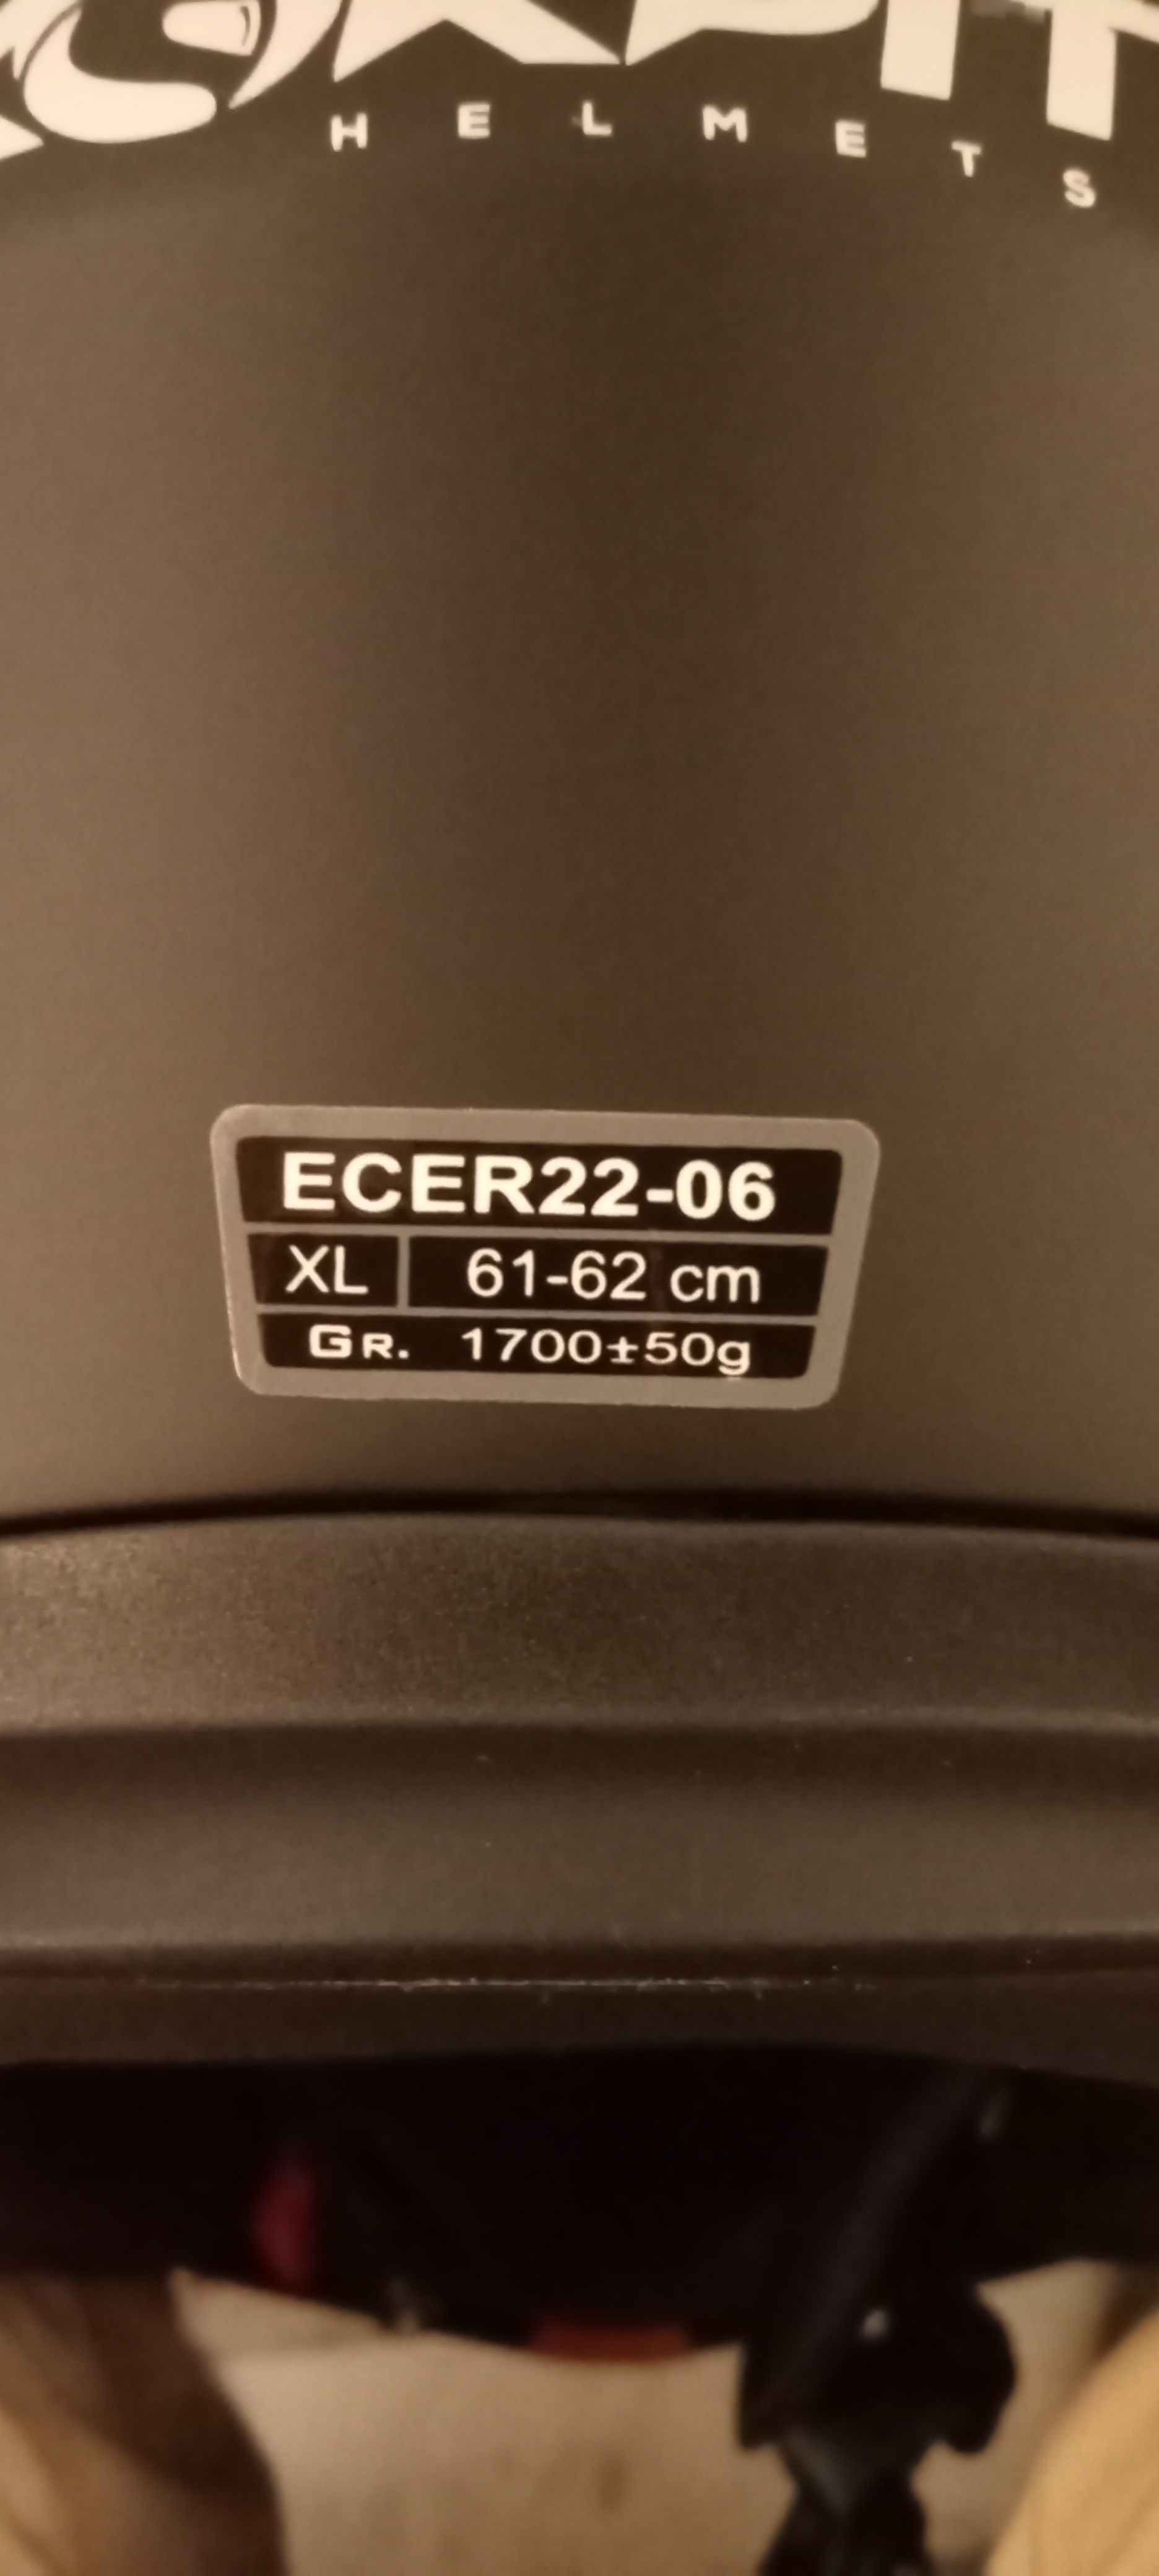 HELMETS
ECER22-06
XL 61-62 cm
GR. 1700±50g